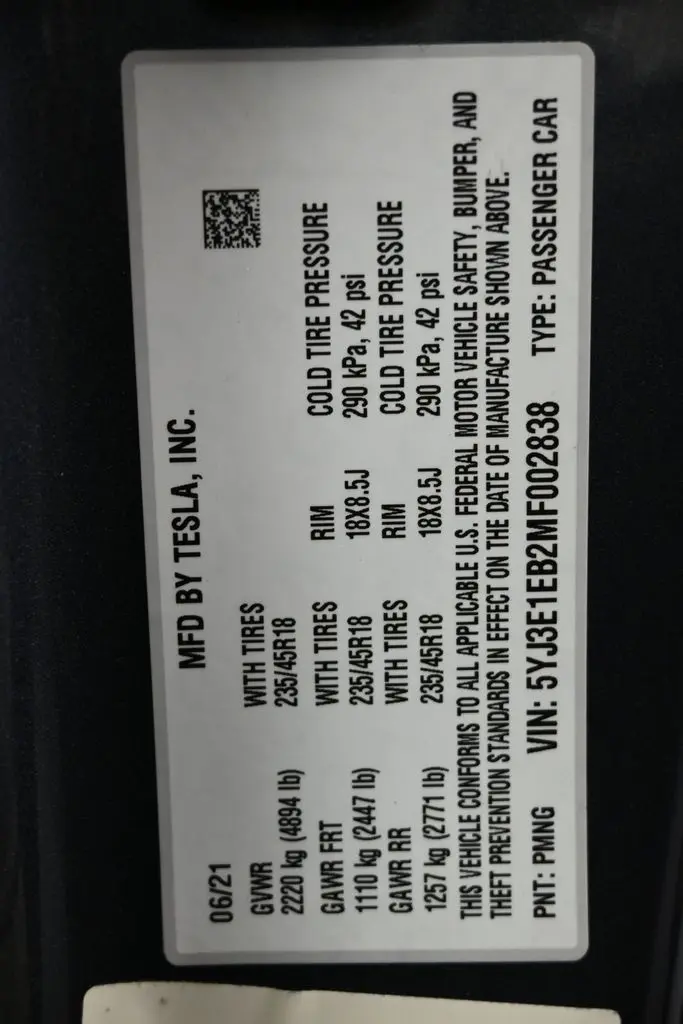 MFD BY TESLA, INC.
06/21
GVWR WITH TIRES
2220 kg (4894 lb) 235/45R18
GAWR FRT WITH TIRES RIM COLD TIRE PRESSURE
1110 kg (2447 lb) 235/45R18 18X8.5J 290 kPa, 42 psi
GAWR RR WITH TIRES RIM COLD TIRE PRESSURE
1257 kg (2771 lb) 235/45R18 18X8.5J 290 kPa, 42 psi
THIS VEHICLE CONFORMS TO ALL APPLICABLE U.S. FEDERAL MOTOR VEHICLE SAFETY, BUMPER, AND
THEFT PREVENTION STANDARDS IN EFFECT ON THE DATE OF MANUFACTURE SHOWN ABOVE.
PNT: PMNG VIN: 5YJ3E1EB2MF002838 TYPE: PASSENGER CAR